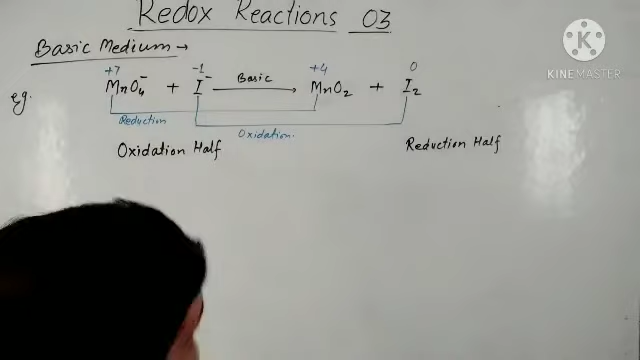 Redox Reactions 03
Basic Medium →
eg.
+7 -1 +4 0
MnO₄⁻ + I⁻ —Basic→ MnO₂ + I₂
Reduction
Oxidation.
Oxidation Half Reduction Half
KINEMASTER